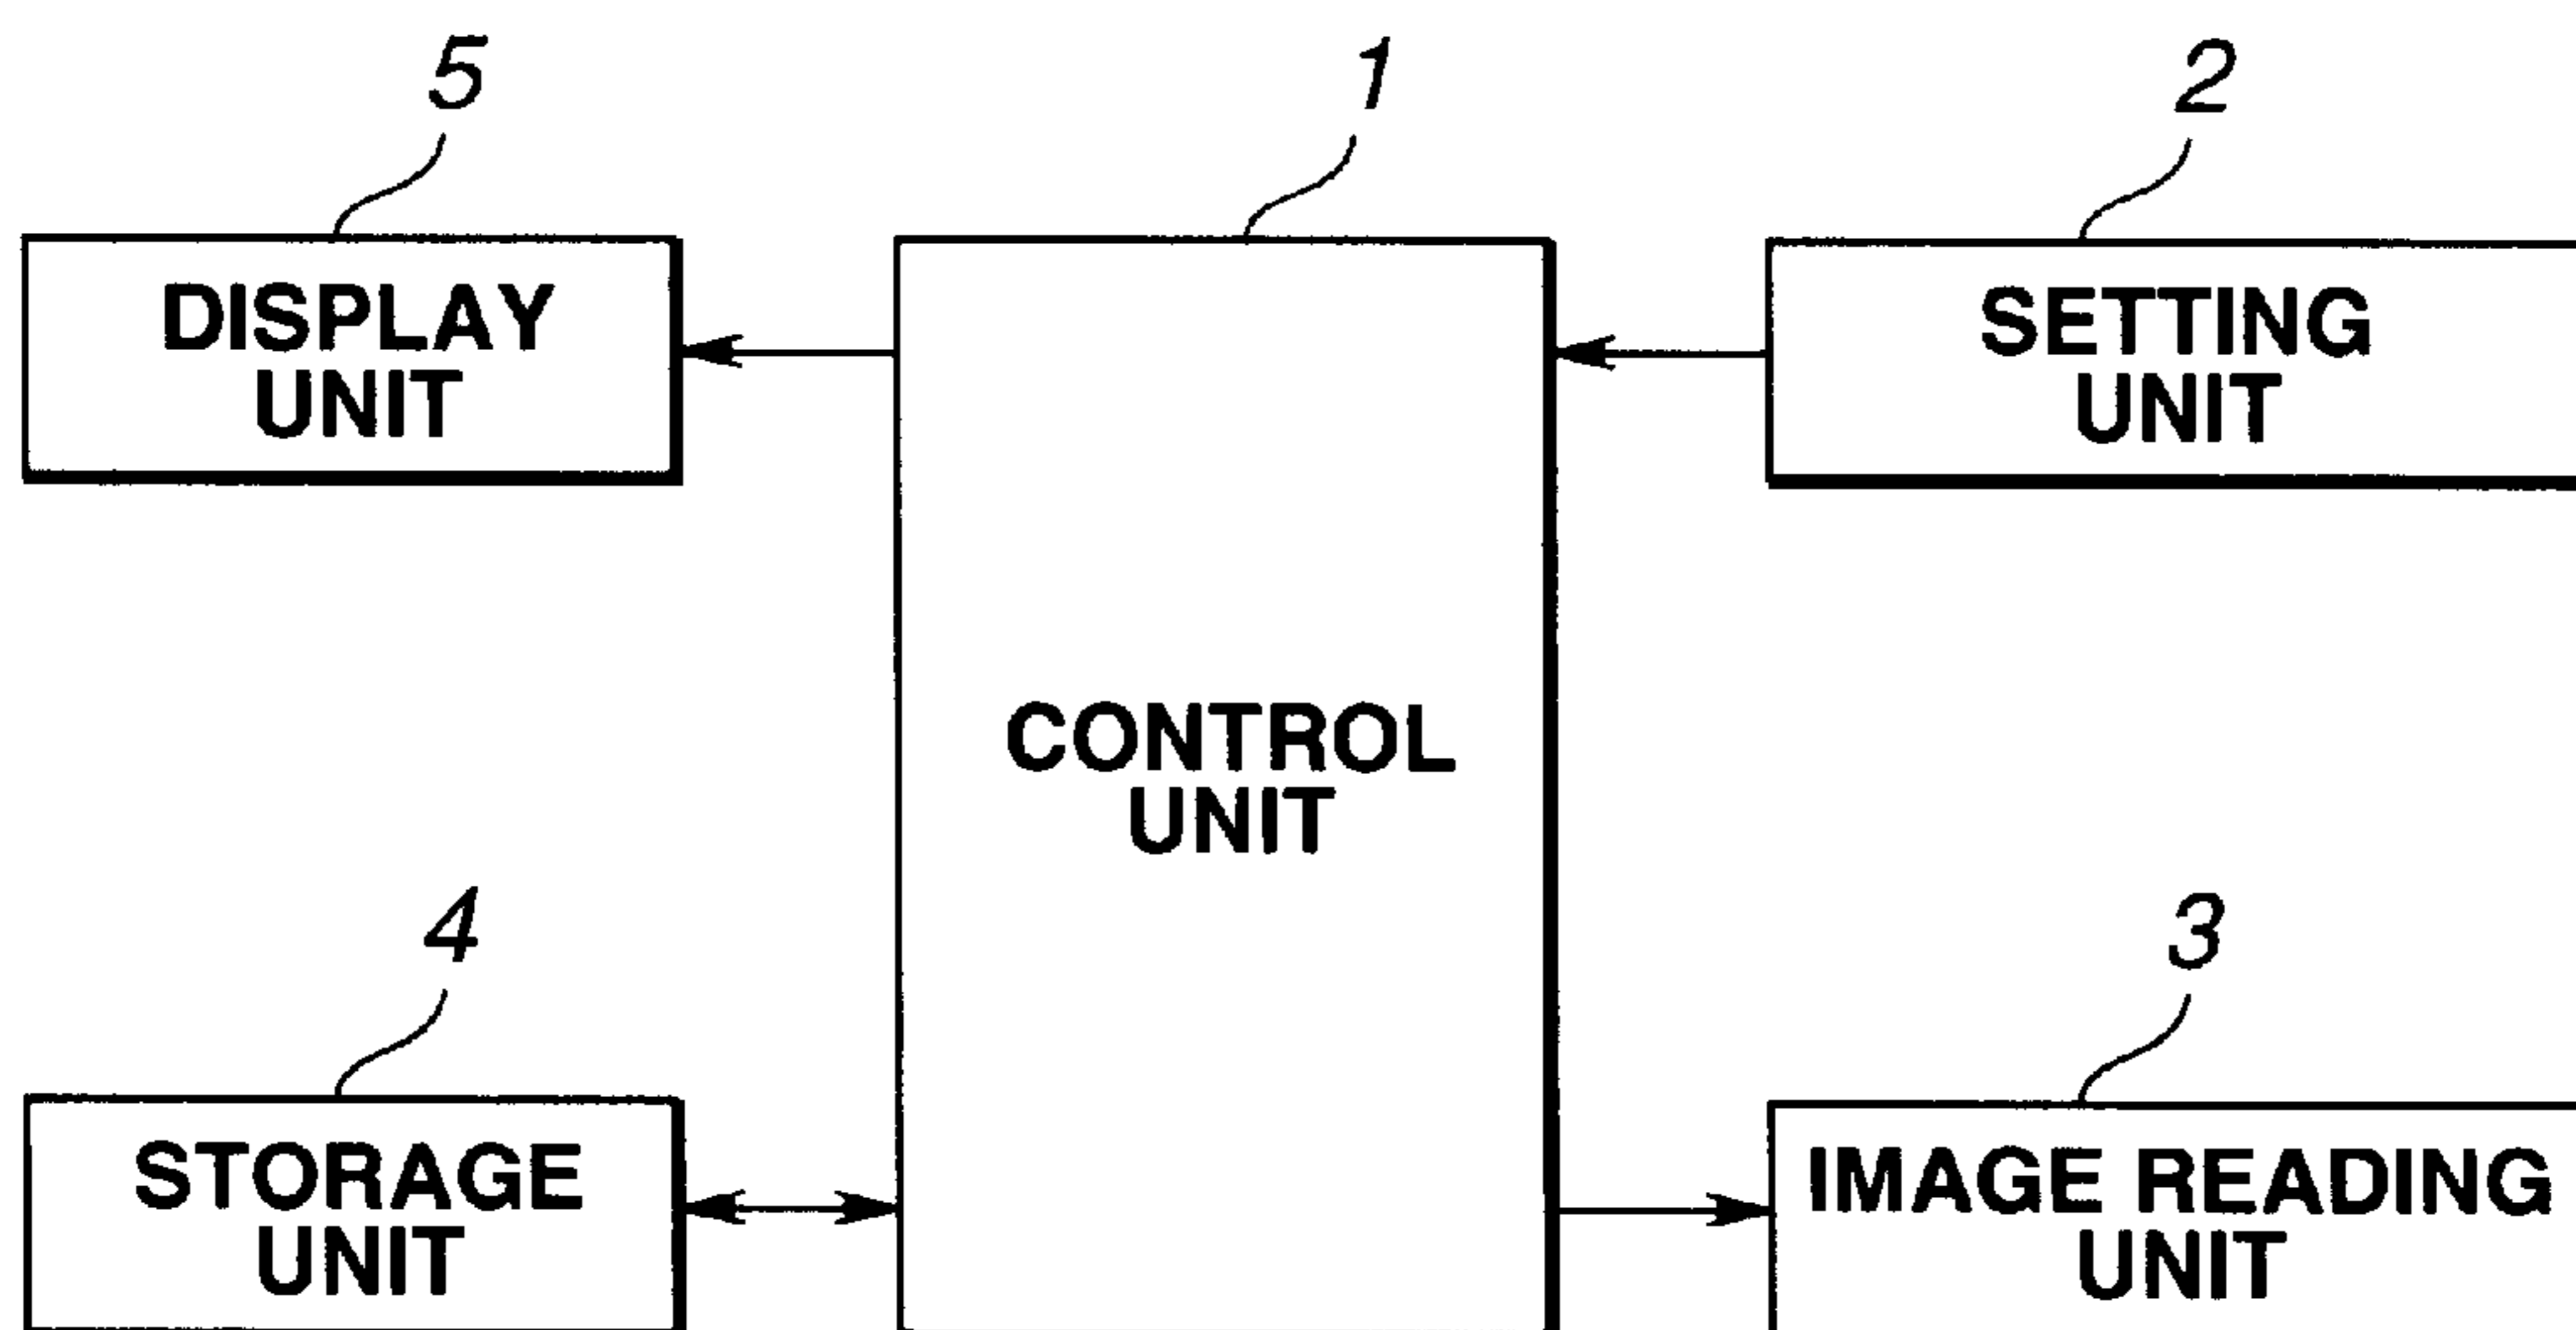 5
1
2
DISPLAY
UNIT
SETTING
UNIT
CONTROL
UNIT
4
3
STORAGE
UNIT
IMAGE READING
UNIT